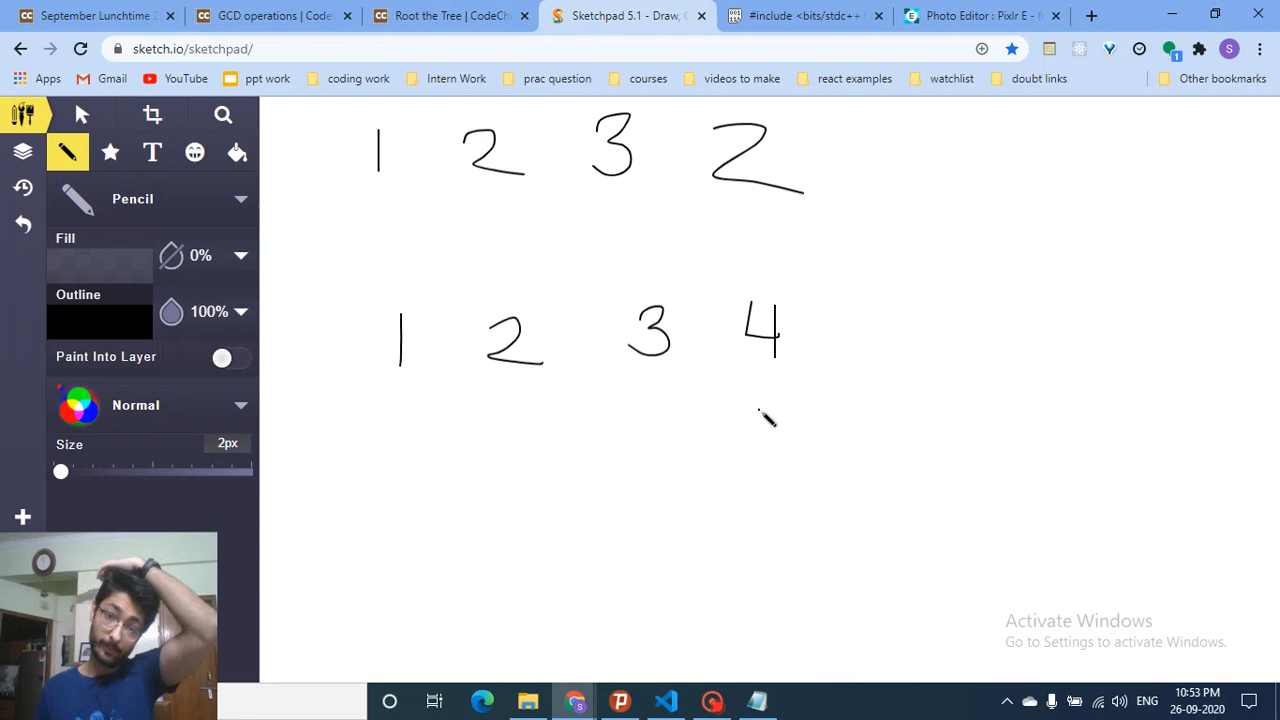 September Lunchtime 2
GCD operations | Code
Root the Tree | CodeChe
Sketchpad 5.1 - Draw, C
#include <bits/stdc++.
Photo Editor : Pixlr E - f
sketch.io/sketchpad/
S
Apps
Gmail
YouTube
ppt work
coding work
Intern Work
prac question
courses
videos to make
react examples
watchlist
doubt links
Other bookmarks
1 2 3 2
Pencil
Fill
0%
Outline
100%
Paint Into Layer
Normal
Size
2px
1 2 3 4
Activate Windows
Go to Settings to activate Windows.
ENG
10:53 PM
26-09-2020